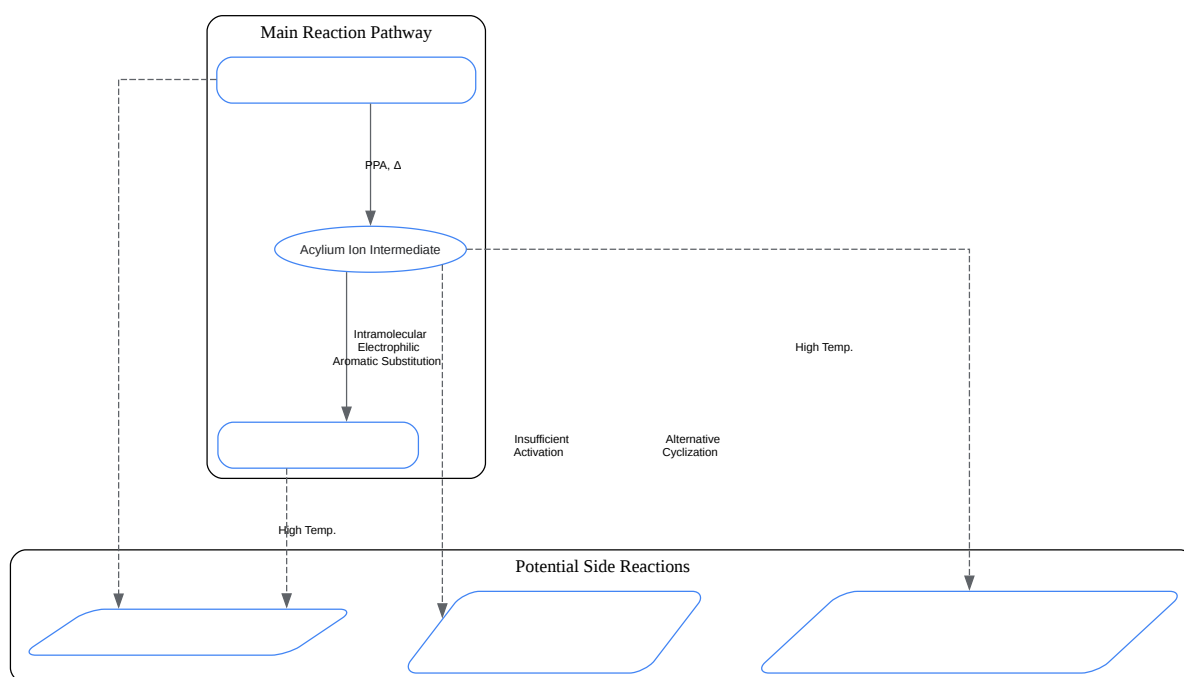 Main Reaction Pathway
PPA, Δ
Acylium Ion Intermediate
Intramolecular
Electrophilic
Aromatic Substitution
High Temp.
Insufficient
Activation
Alternative
Cyclization
High Temp.
Potential Side Reactions